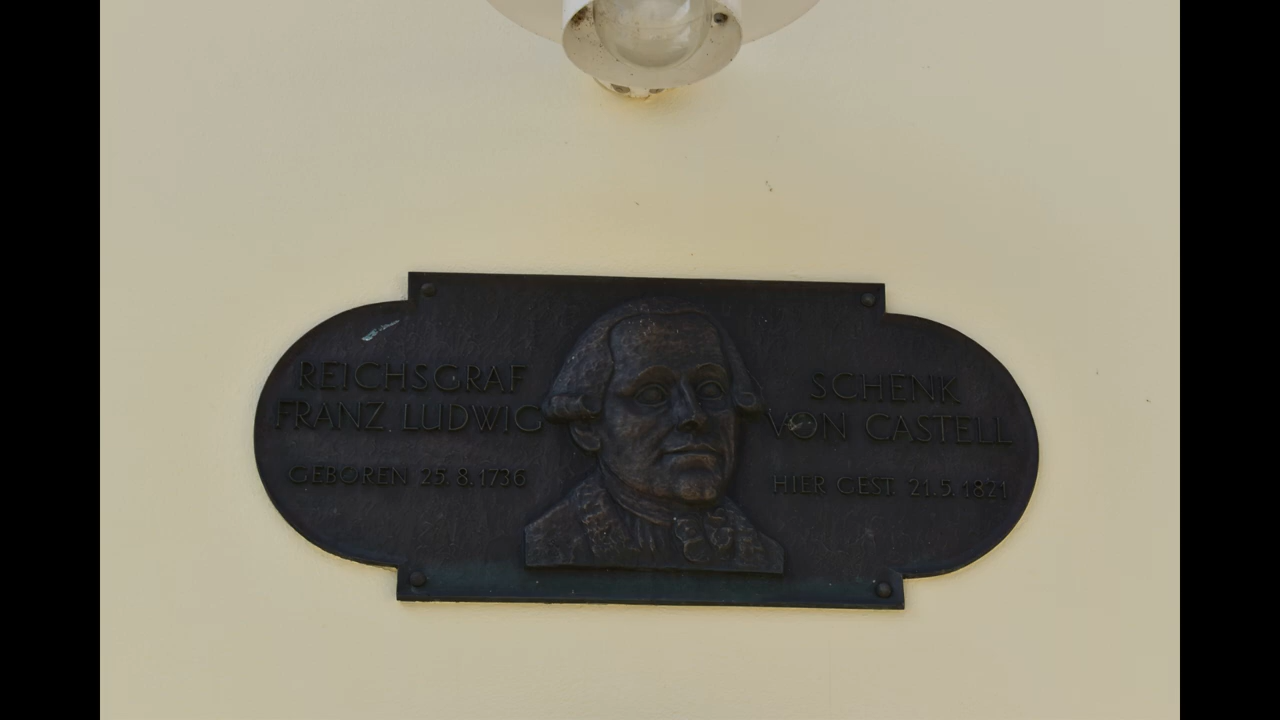 REICHSGRAF
FRANZ LUDWIG
GEBOREN 25.8.1736
SCHENK
VON CASTELL
HIER GEST. 21.5.1821